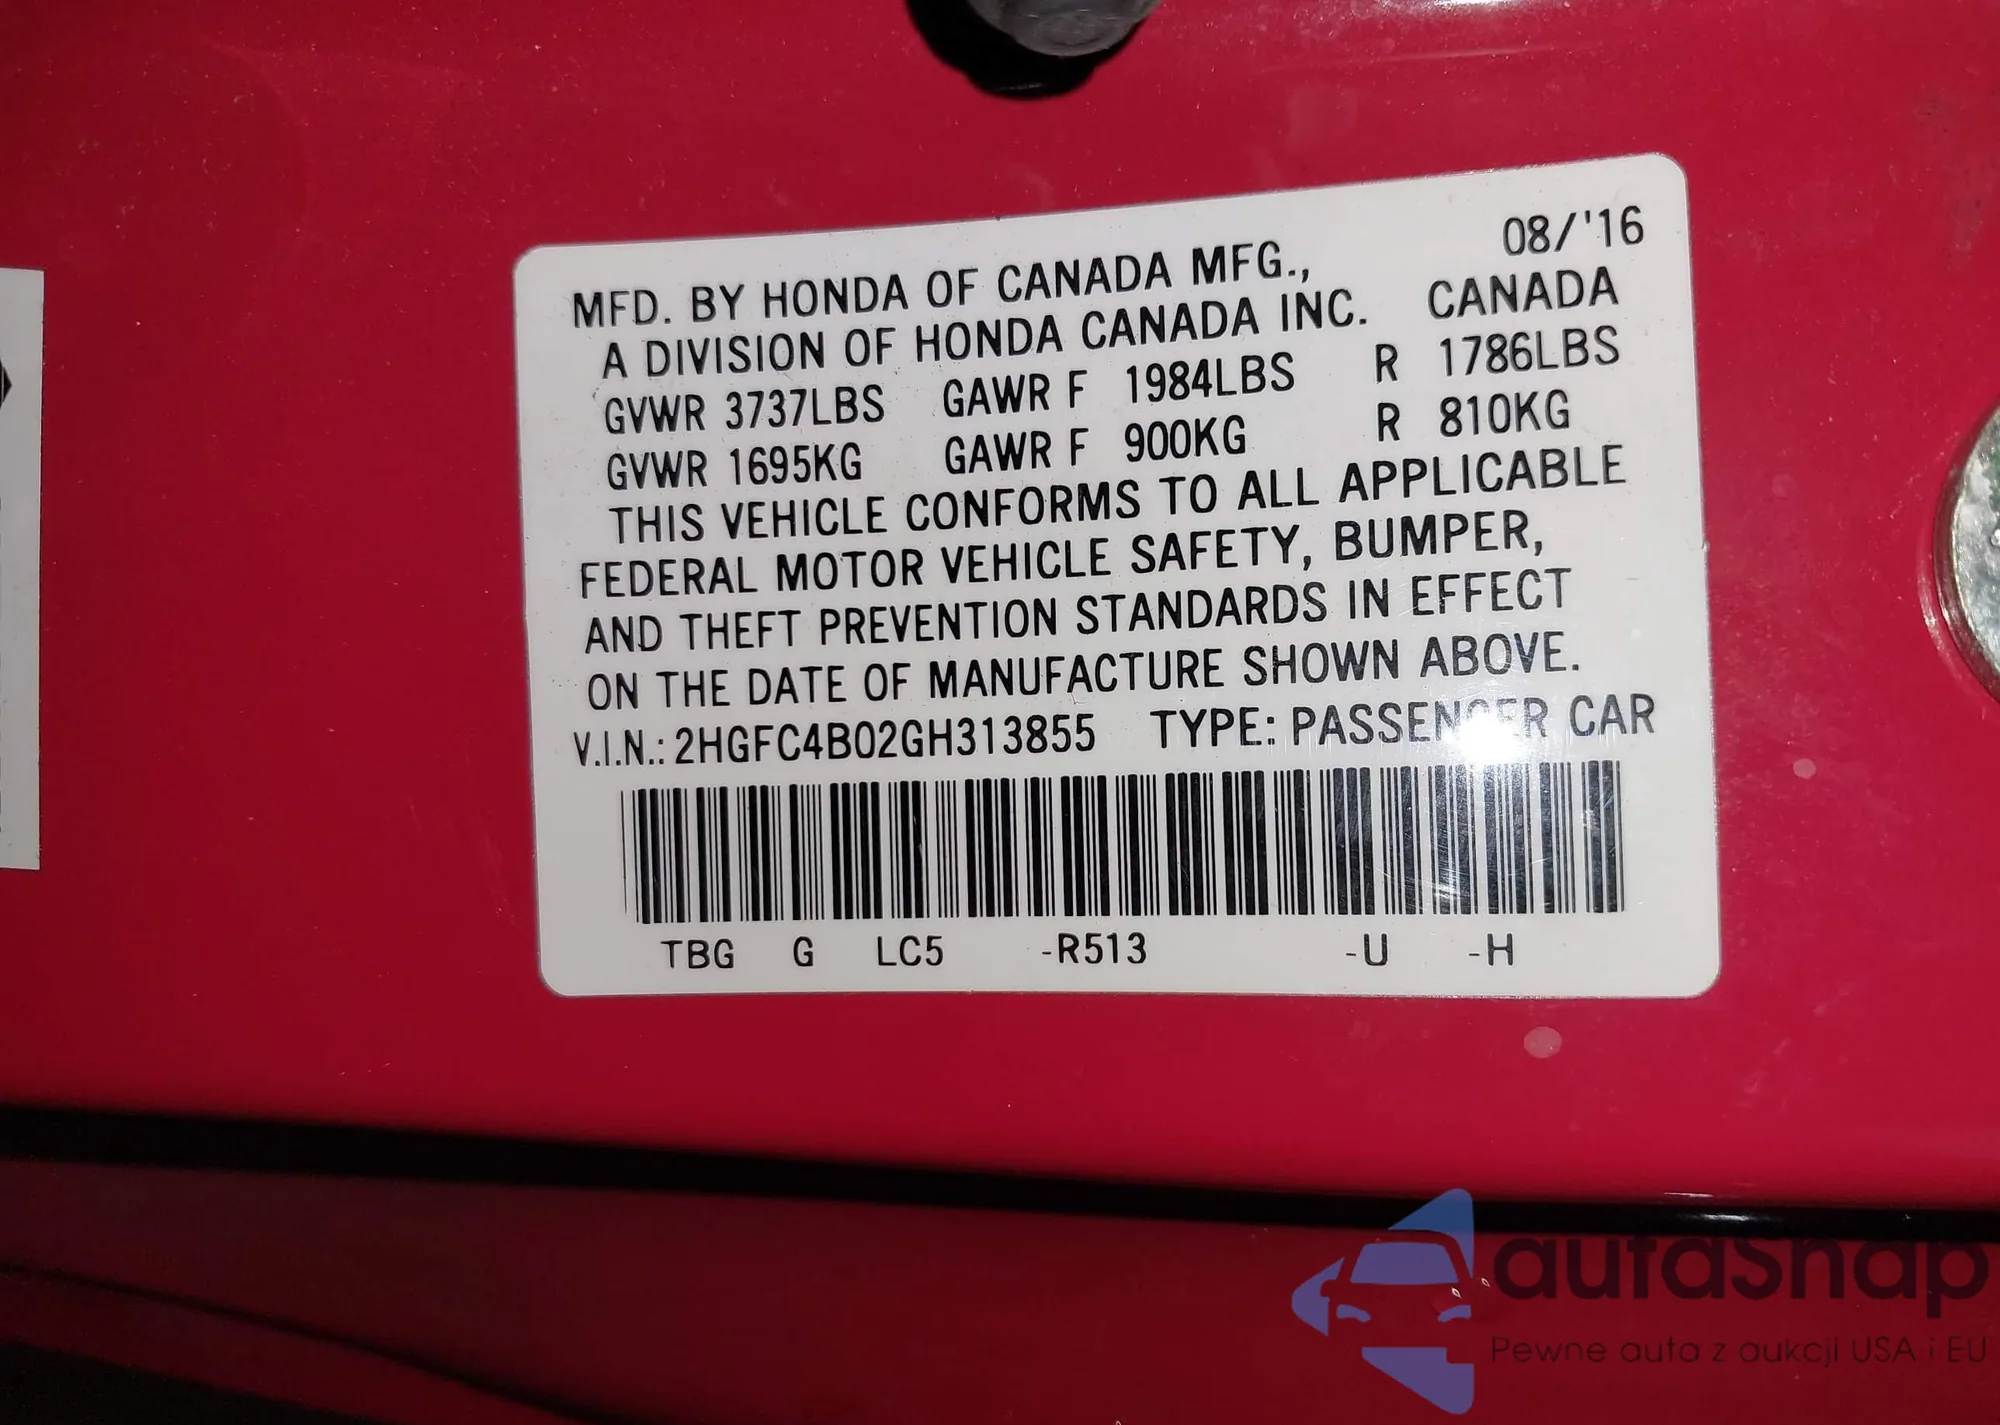 08/'16
MFD. BY HONDA OF CANADA MFG.,
A DIVISION OF HONDA CANADA INC. CANADA
GVWR 3737LBS GAWR F 1984LBS R 1786LBS
GVWR 1695KG GAWR F 900KG R 810KG
THIS VEHICLE CONFORMS TO ALL APPLICABLE
FEDERAL MOTOR VEHICLE SAFETY, BUMPER,
AND THEFT PREVENTION STANDARDS IN EFFECT
ON THE DATE OF MANUFACTURE SHOWN ABOVE.
V.I.N.: 2HGFC4B02GH313855 TYPE: PASSENGER CAR
TBG G LC5 -R513 -U -H
autaSnap
Pewne auta z aukcji USA i EU